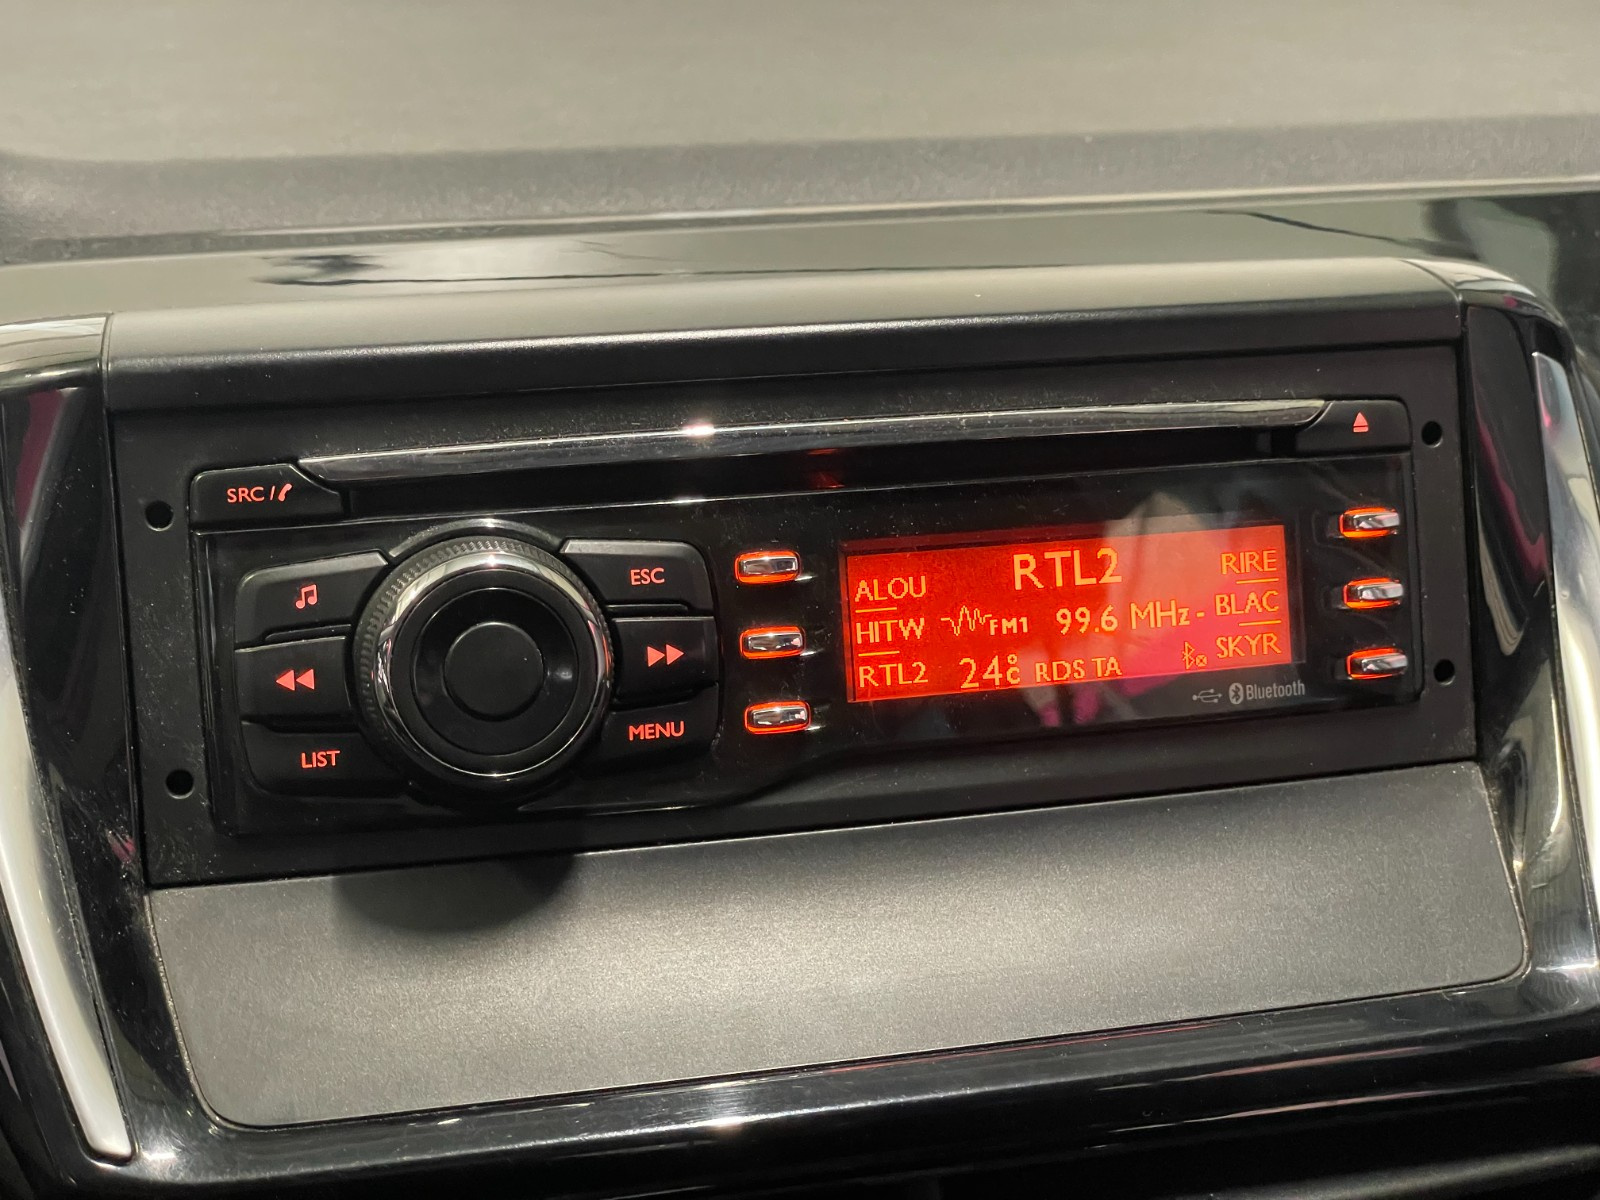 SRC /
ESC
LIST
MENU
RTL2
ALOU
RIRE
HITW
FM1 99.6 MHz -
BLAC
RTL2
24°C RDS TA
SKYR
Bluetooth